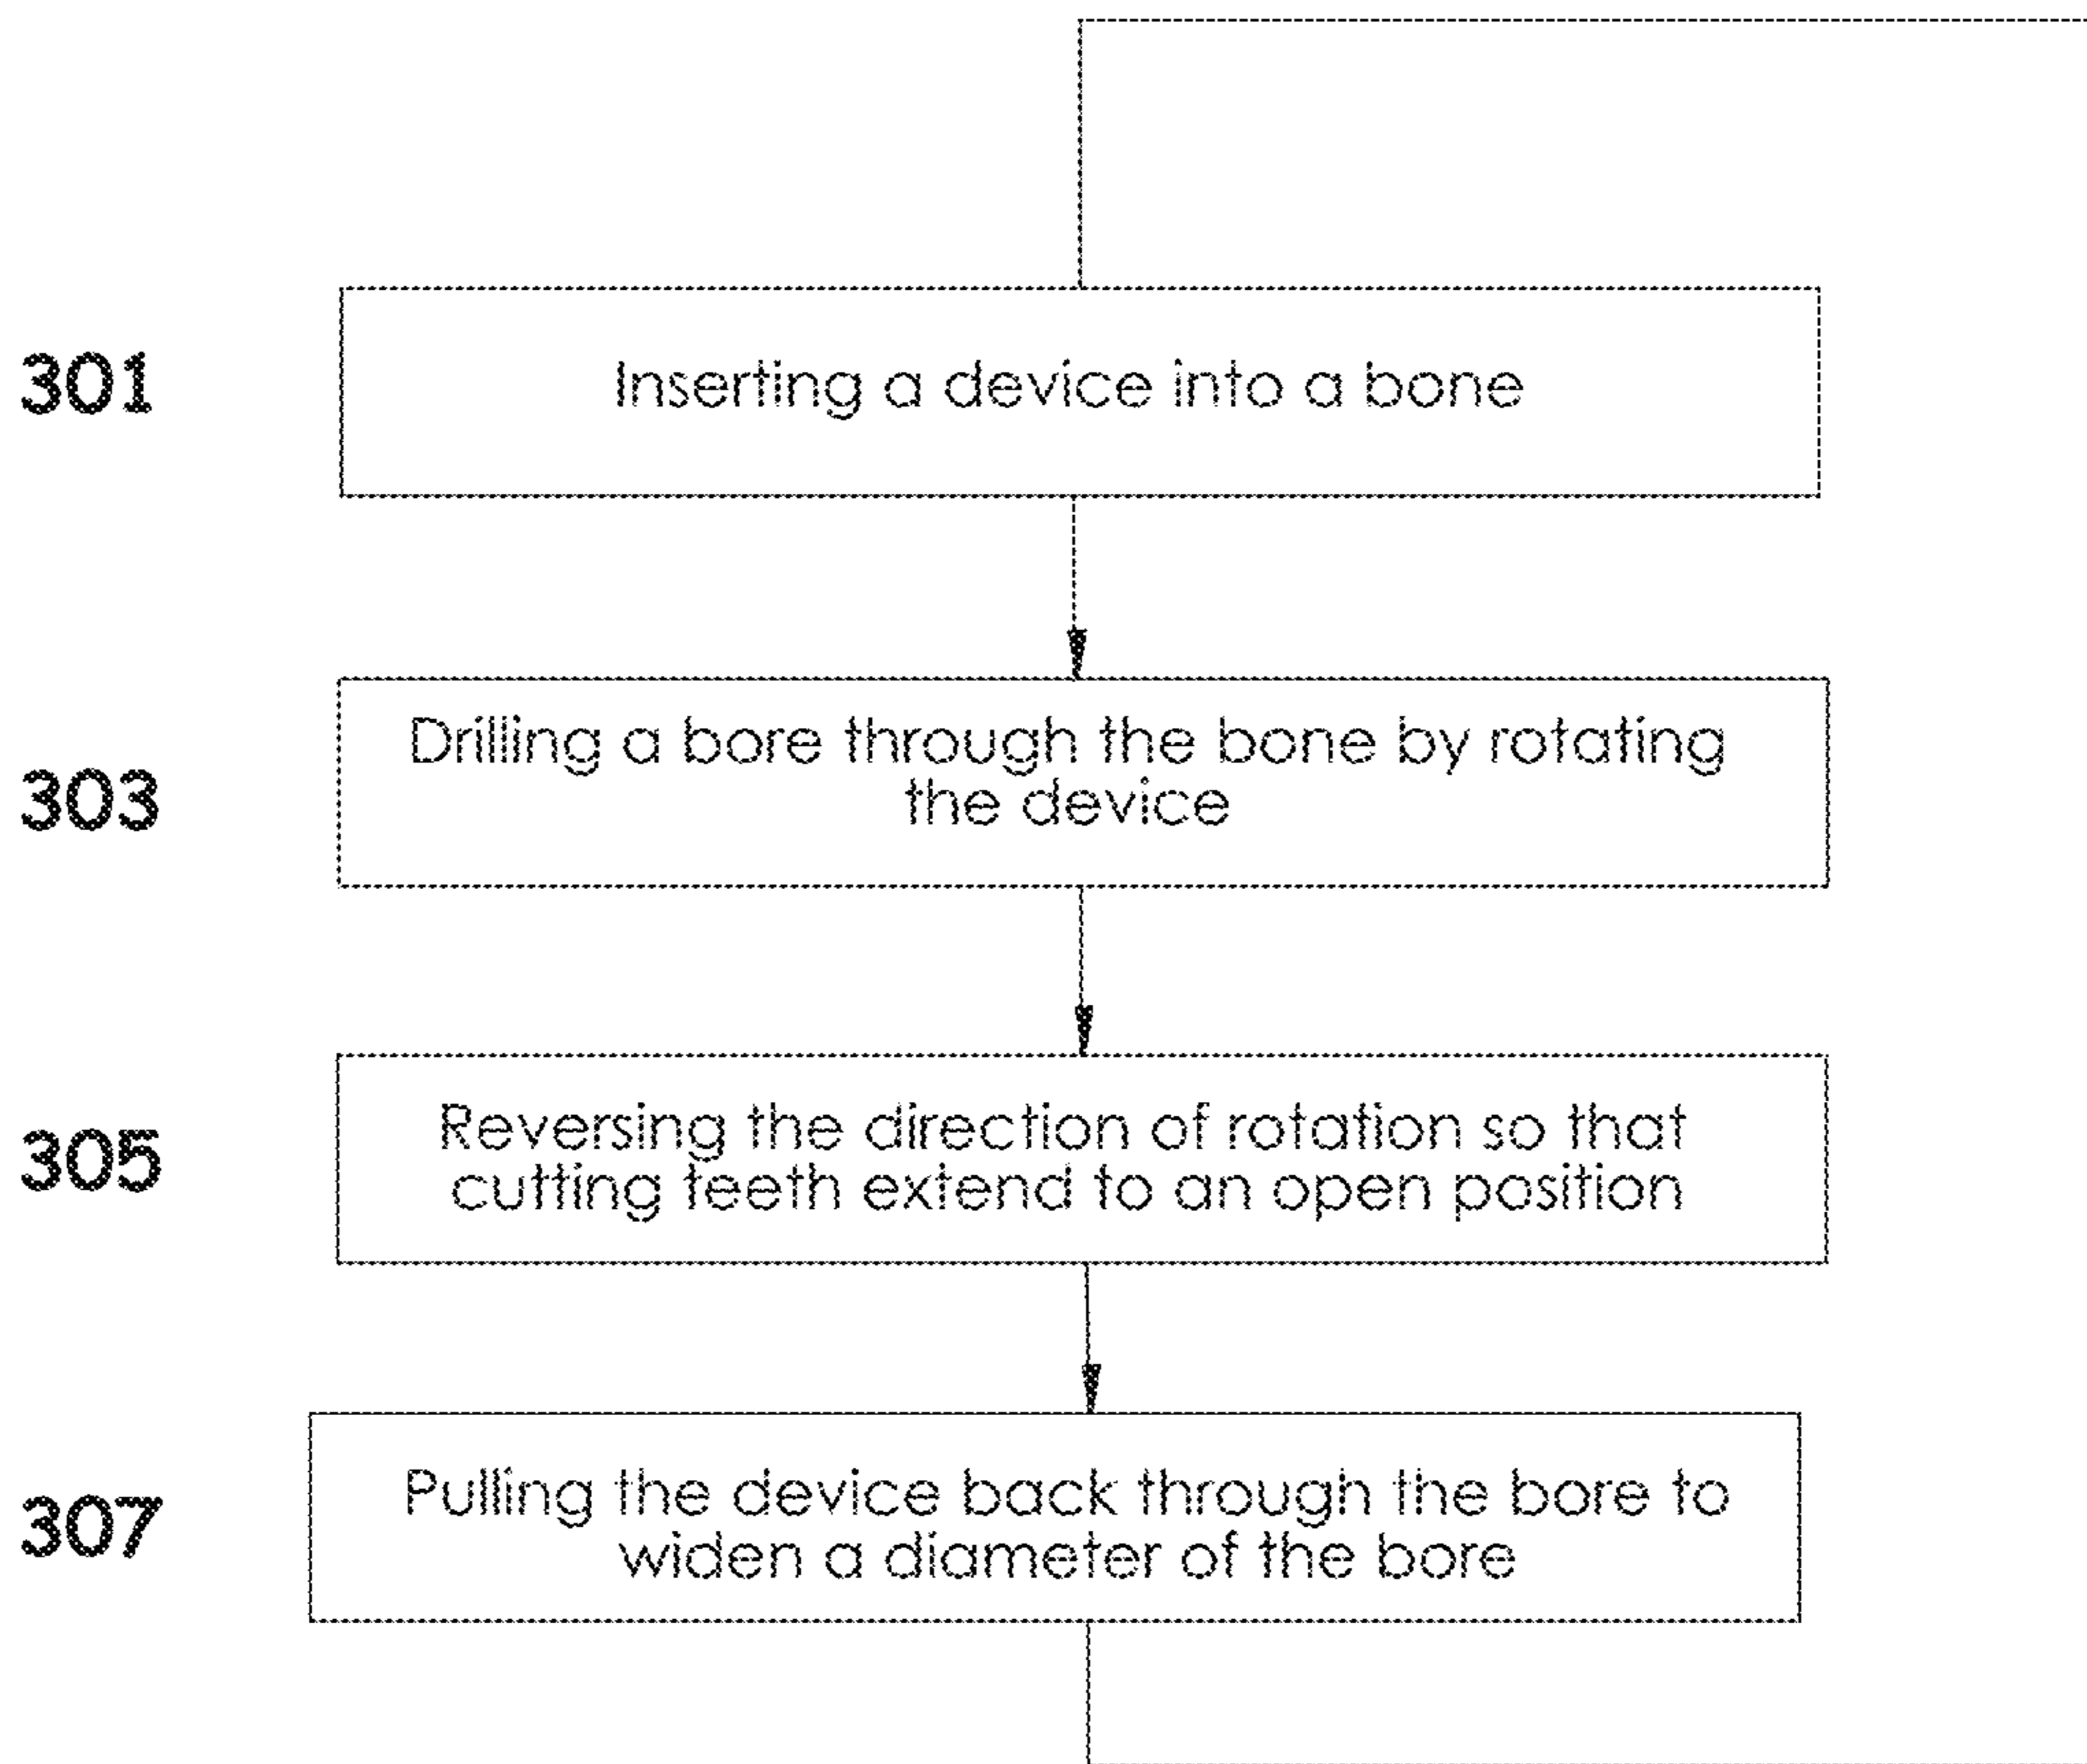 301
Inserting a device into a bone
303
Drilling a bore through the bone by rotating
the device
305
Reversing the direction of rotation so that
cutting teeth extend to an open position
307
Pulling the device back through the bore to
widen a diameter of the bore